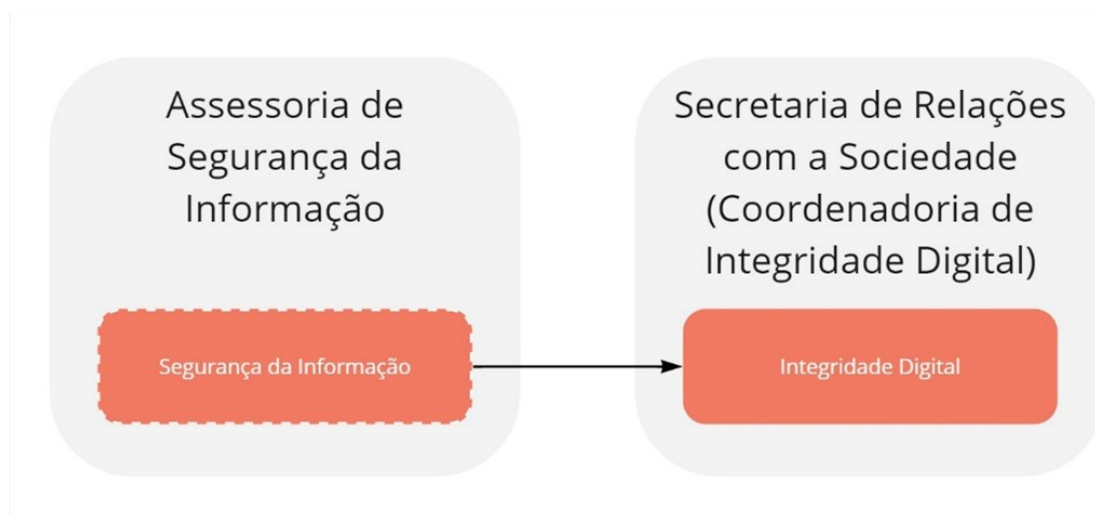 Assessoria de
Segurança da
Informação
Segurança da Informação
Secretaria de Relações
com a Sociedade
(Coordenadoria de
Integridade Digital)
Integridade Digital